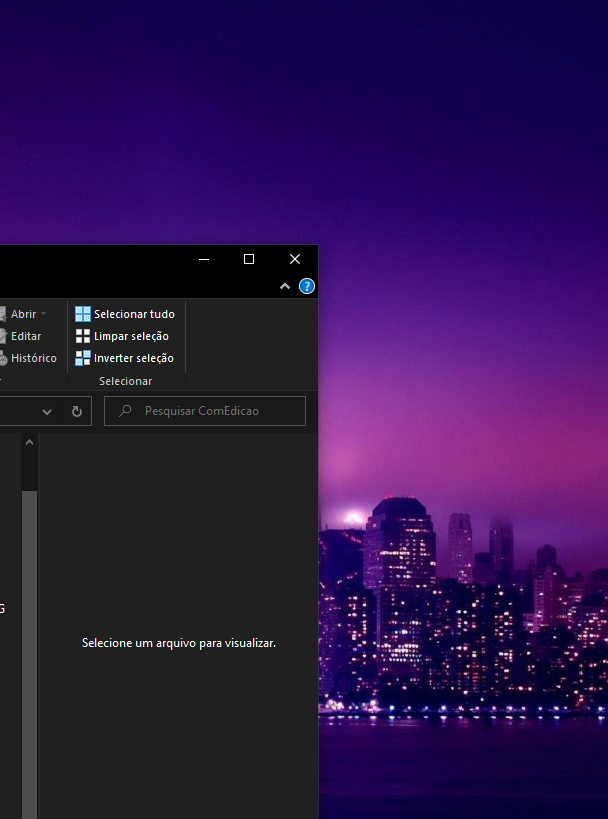 ?
Abrir
Selecionar tudo
Editar
Limpar seleção
Histórico
Inverter seleção
Selecionar
Pesquisar ComEdicao
G
Selecione um arquivo para visualizar.